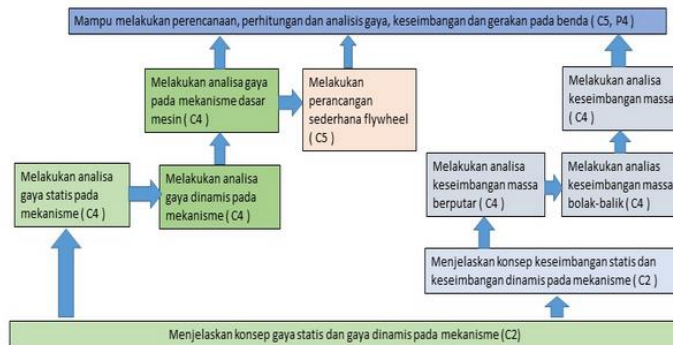 Mampu melakukan perencanaan, perhitungan dan analisis gaya, keseimbangan dan gerakan pada benda ( C5, P4 )
Melakukan analisa gaya
pada mekanisme dasar
mesin ( C4 )
Melakukan
perancangan
sederhana flywheel
( C5 )
Melakukan analisa
keseimbangan massa
(C4 )
Melakukan analisa
gaya statis pada
mekanisme ( C4 )
Melakukan analisa
gaya dinamis pada
mekanisme ( C4 )
Melakukan analisa
keseimbangan massa
berputar ( C4 )
Melakukan analias
keseimbangan massa
bolak-balik ( C4 )
Menjelaskan konsep keseimbangan statis dan
keseimbangan dinamis pada mekanisme ( C2 )
Menjelaskan konsep gaya statis dan gaya dinamis pada mekanisme (C2)